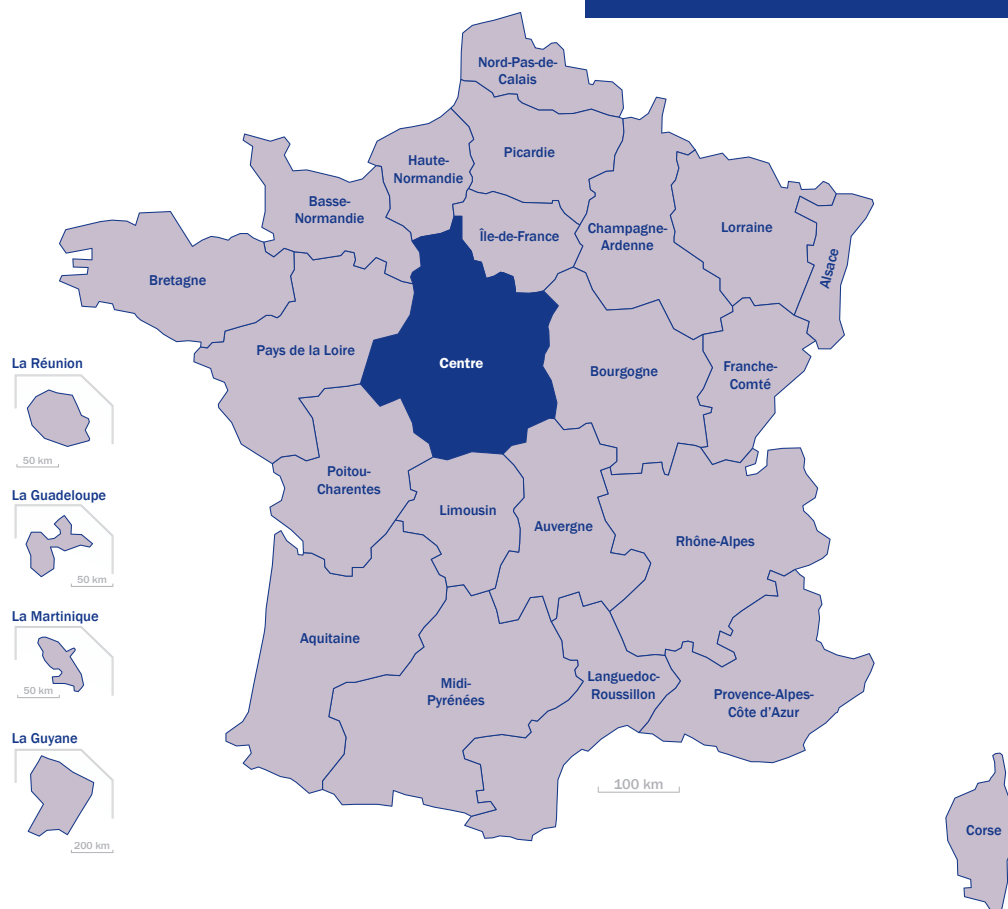 Nord-Pas-de-
Calais
Picardie
Haute-
Normandie
Basse-
Normandie
Île-de-France
Champagne-
Ardenne
Lorraine
Alsace
Bretagne
Pays de la Loire
Centre
Bourgogne
Franche-
Comté
Poitou-
Charentes
Limousin
Auvergne
Rhône-Alpes
Aquitaine
Midi-
Pyrénées
Languedoc-
Roussillon
Provence-Alpes-
Côte d'Azur
100 km
Corse
La Réunion
50 km
La Guadeloupe
50 km
La Martinique
50 km
La Guyane
200 km